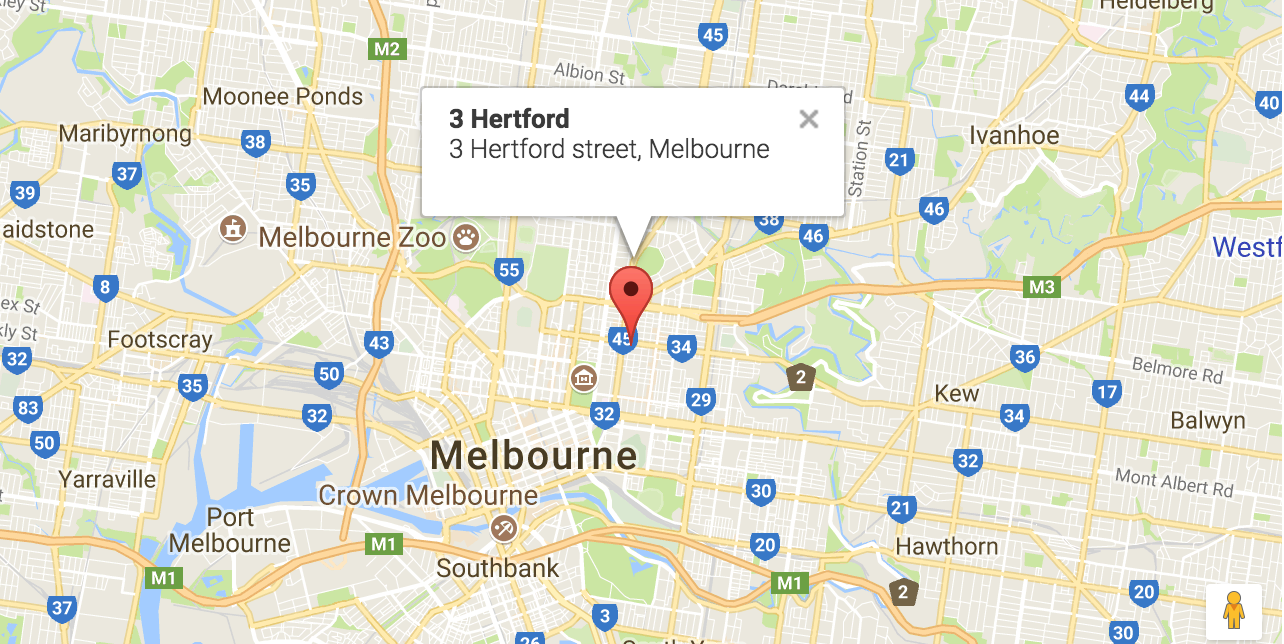 Heidelberg
45
M2
Albion St
Moonee Ponds
44
40
3 Hertford
3 Hertford street, Melbourne
Maribyrnong
38
Ivanhoe
Station St
21
37
35
39
46
38
46
aidstone
Melbourne Zoo
Westf
55
8
M3
ex St
kly St
Footscray
43
45
34
32
36
Belmore Rd
50
2
35
17
Kew
83
32
32
29
34
Balwyn
50
Melbourne
32
Yarraville
Crown Melbourne
30
Mont Albert Rd
21
Port
Melbourne
M1
20
Hawthorn
Southbank
M1
M1
2
20
37
3
30
26